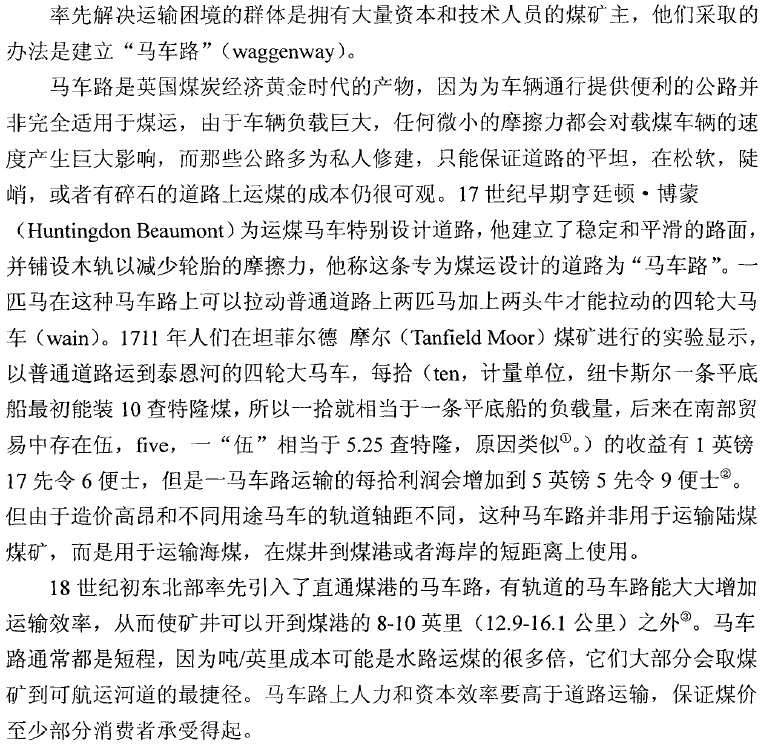 率先解决运输困境的群体是拥有大量资本和技术人员的煤矿主，他们采取的
办法是建立“马车路”（waggenway）。
马车路是英国煤炭经济黄金时代的产物，因为为车辆通行提供便利的公路并
非完全适用于煤运，由于车辆负载巨大，任何微小的摩擦力都会对载煤车辆的速
度产生巨大影响，而那些公路多为私人修建，只能保证道路的平坦，在松软，陡
峭，或者有碎石的道路上运煤的成本仍很可观。17 世纪早期亨廷顿·博蒙
（Huntingdon Beaumont）为运煤马车特别设计道路，他建立了稳定和平滑的路面，
并铺设木轨以减少轮胎的摩擦力，他称这条专为煤运设计的道路为“马车路”。一
匹马在这种马车路上可以拉动普通道路上两匹马加上两头牛才能拉动的四轮大马
车（wain）。1711 年人们在坦菲尔德 摩尔（Tanfield Moor）煤矿进行的实验显示，
以普通道路运到泰恩河的四轮大马车，每拾（ten，计量单位，纽卡斯尔一条平底
船最初能装 10 查特隆煤，所以一拾就相当于一条平底船的负载量，后来在南部贸
易中存在伍，five，一“伍”相当于 5.25 查特隆，原因类似①。）的收益有 1 英镑
17 先令 6 便士，但是一马车路运输的每拾利润会增加到 5 英镑 5 先令 9 便士②。
但由于造价高昂和不同用途马车的轨道轴距不同，这种马车路并非用于运输陆煤
煤矿，而是用于运输海煤，在煤井到煤港或者海岸的短距离上使用。
18 世纪初东北部率先引入了直通煤港的马车路，有轨道的马车路能大大增加
运输效率，从而使矿井可以开到煤港的 8-10 英里（12.9-16.1 公里）之外③。马车
路通常都是短程，因为吨/英里成本可能是水路运煤的很多倍，它们大部分会取煤
矿到可航运河道的最捷径。马车路上人力和资本效率要高于道路运输，保证煤价
至少部分消费者承受得起。